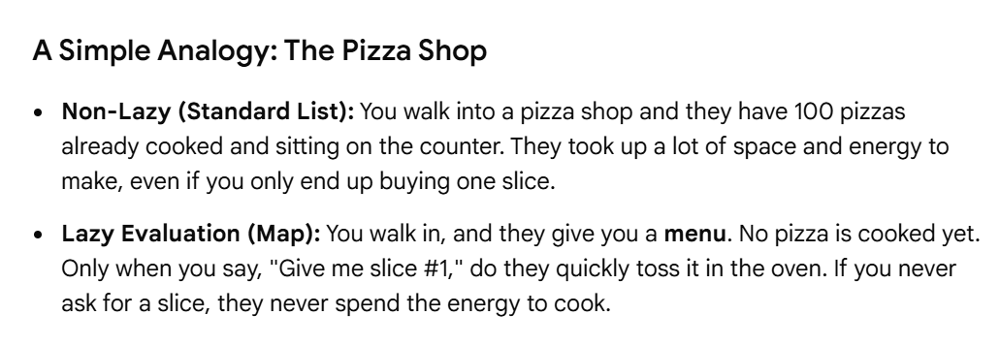 A Simple Analogy: The Pizza Shop
• Non-Lazy (Standard List): You walk into a pizza shop and they have 100 pizzas
already cooked and sitting on the counter. They took up a lot of space and energy to
make, even if you only end up buying one slice.
• Lazy Evaluation (Map): You walk in, and they give you a menu. No pizza is cooked yet.
Only when you say, "Give me slice #1," do they quickly toss it in the oven. If you never
ask for a slice, they never spend the energy to cook.